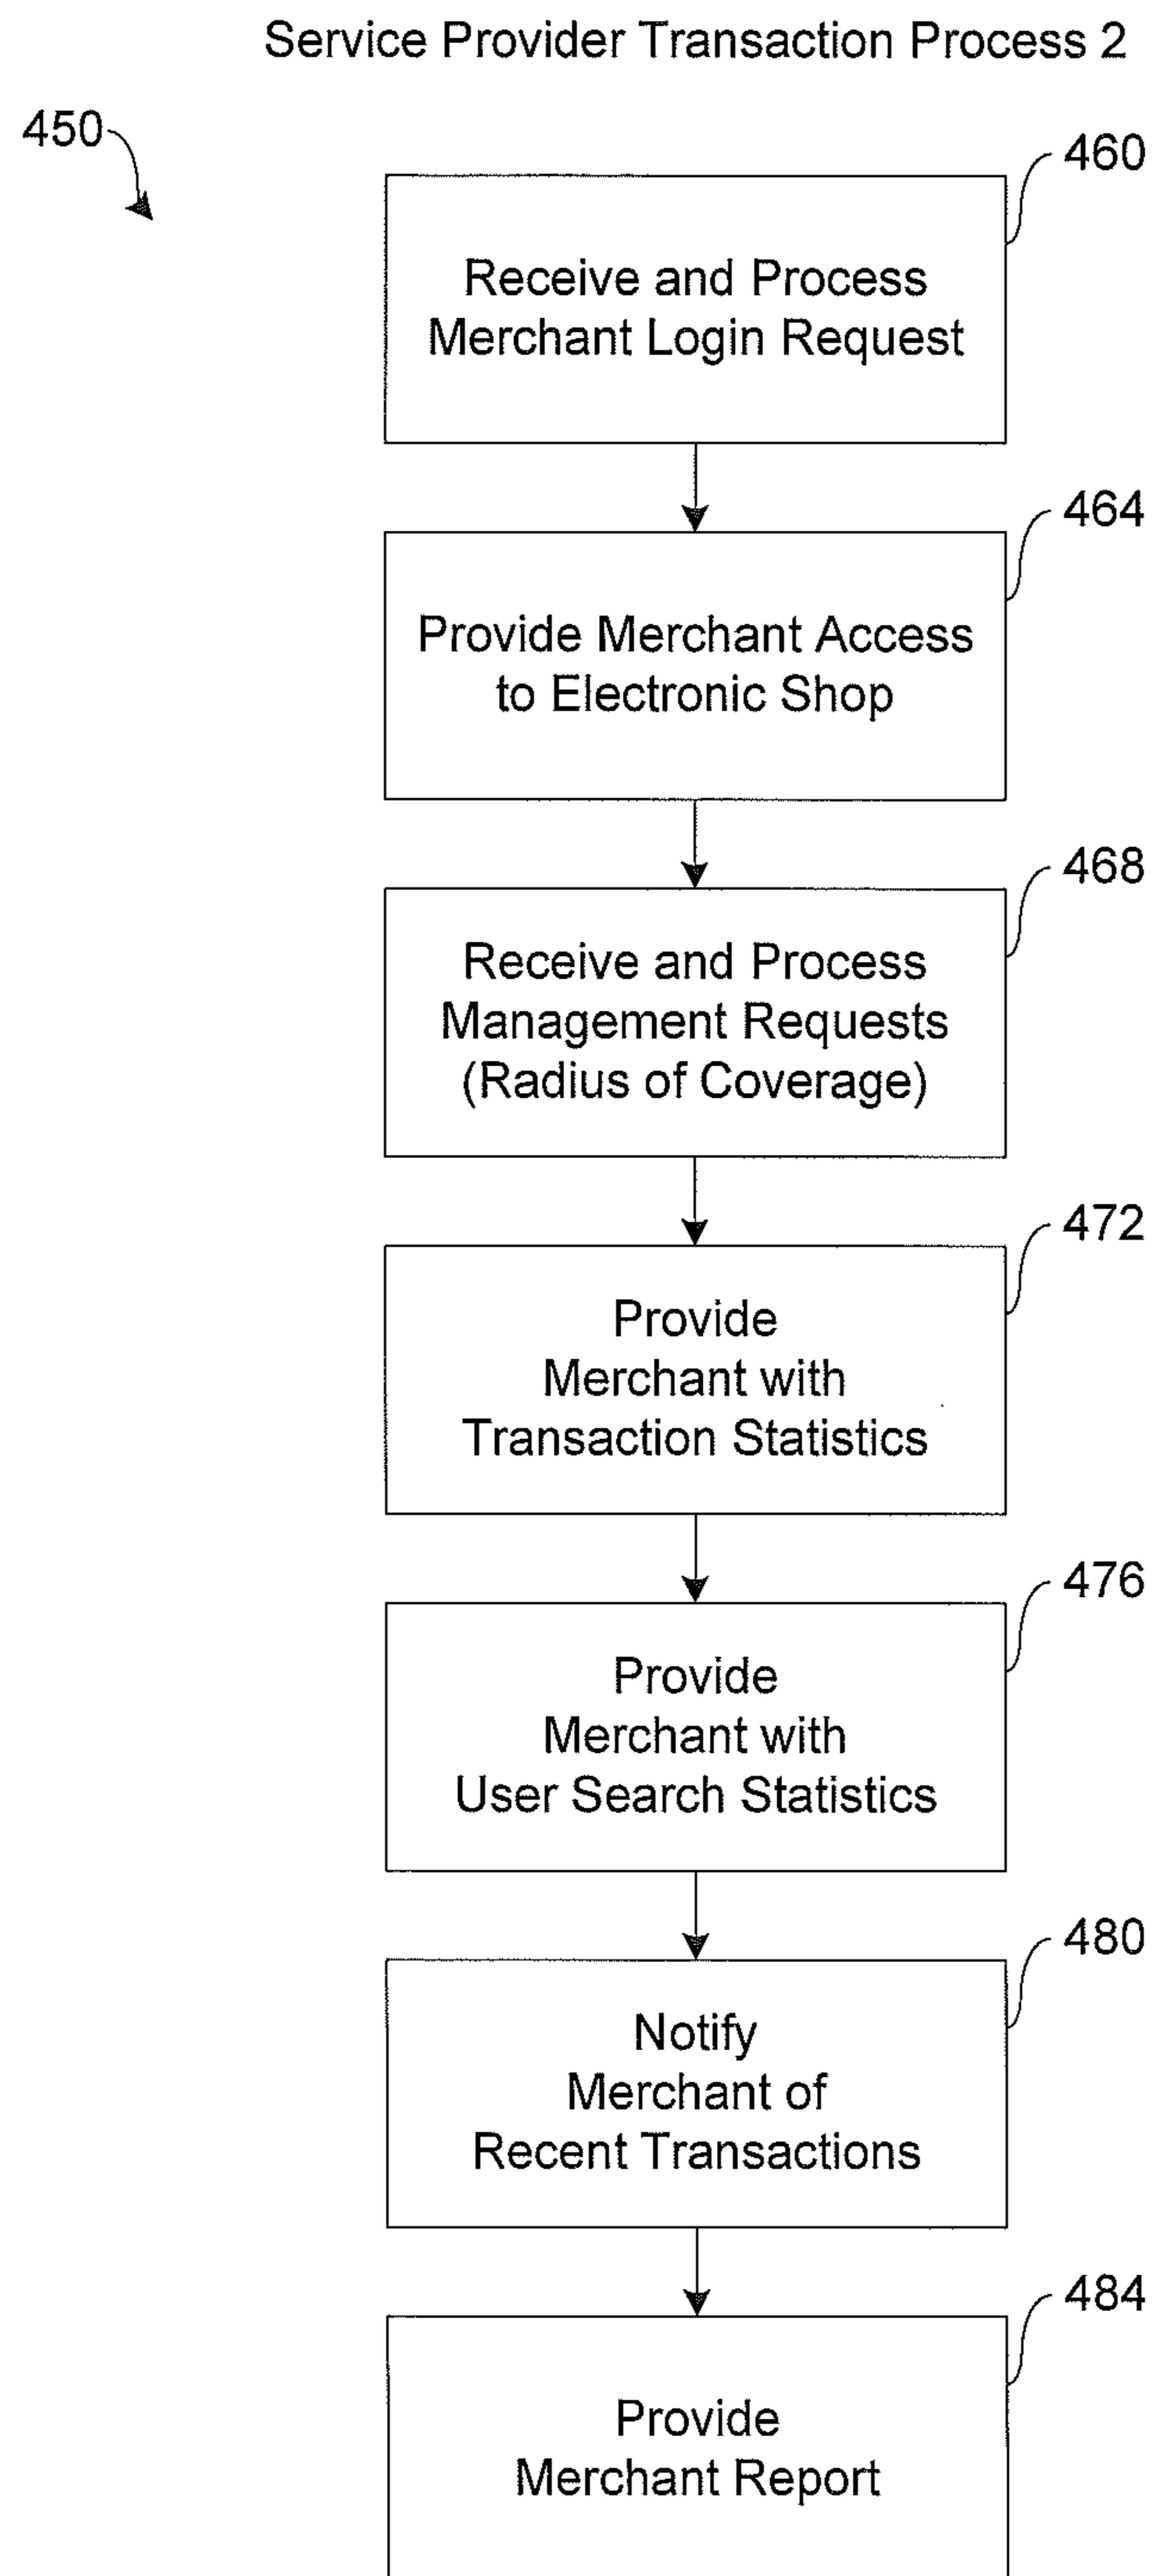 Service Provider Transaction Process 2
450
460
Receive and Process
Merchant Login Request
464
Provide Merchant Access
to Electronic Shop
468
Receive and Process
Management Requests
(Radius of Coverage)
472
Provide
Merchant with
Transaction Statistics
476
Provide
Merchant with
User Search Statistics
480
Notify
Merchant of
Recent Transactions
484
Provide
Merchant Report